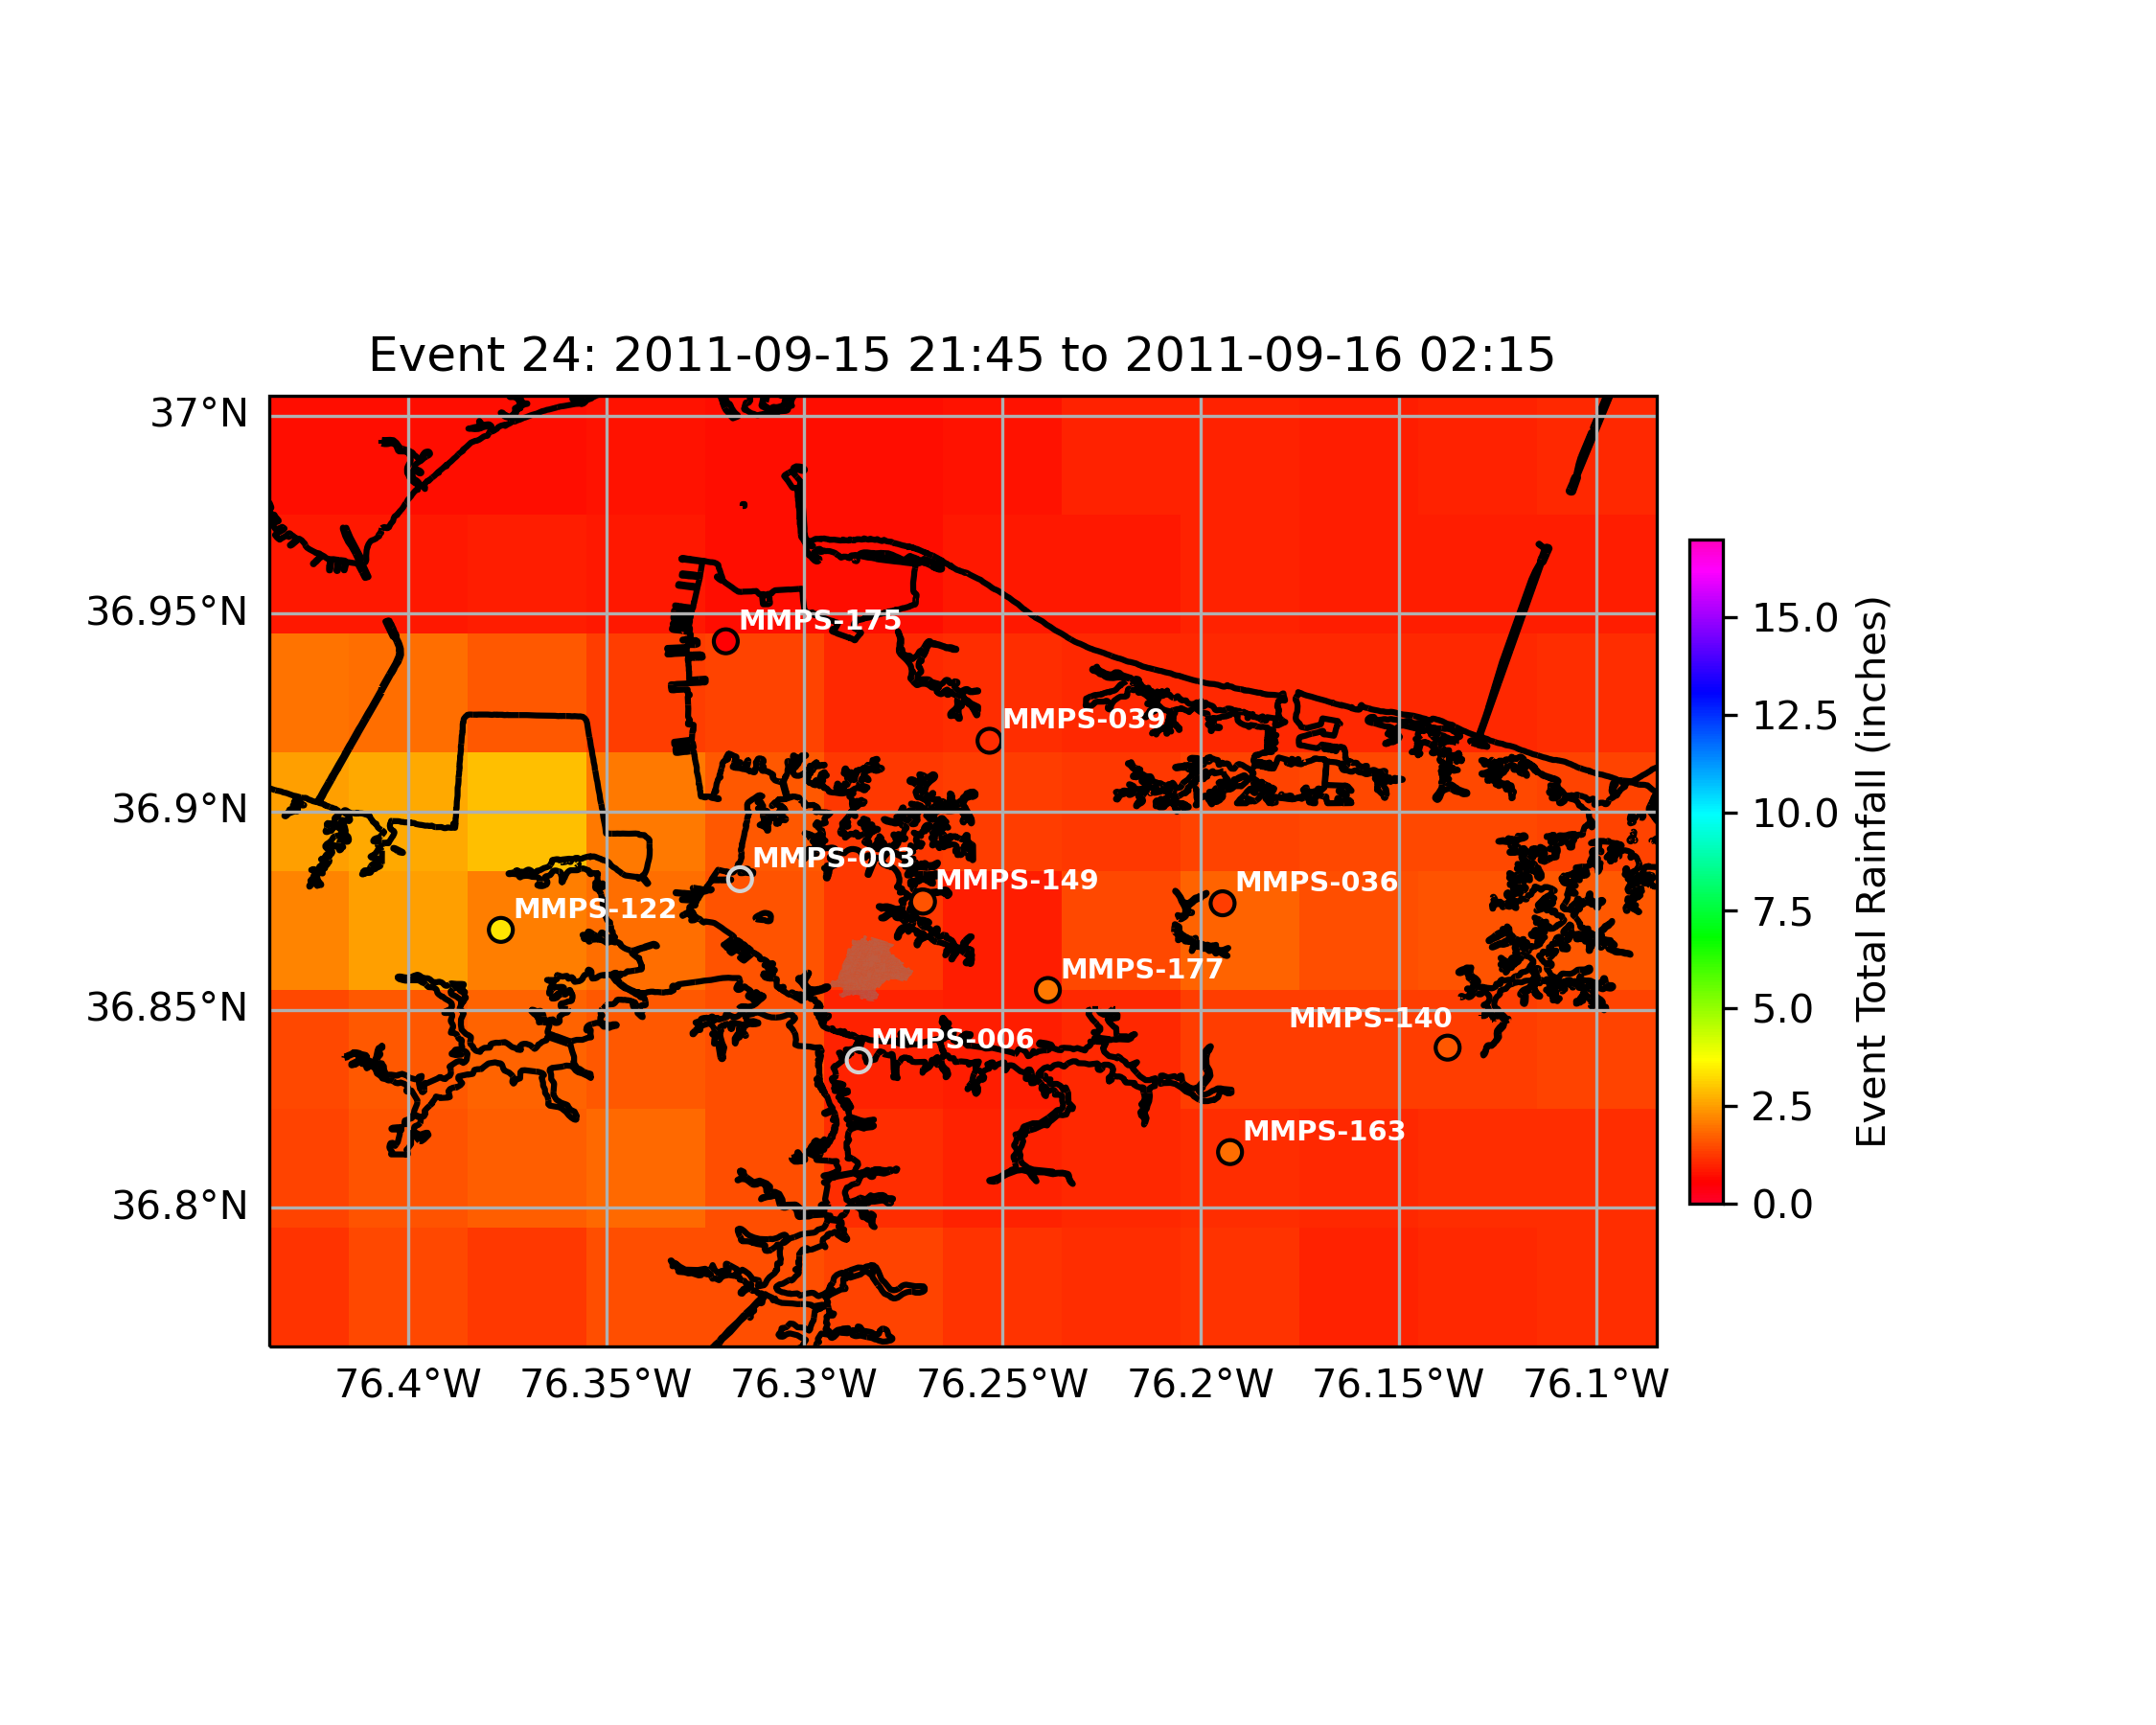 Event 24: 2011-09-15 21:45 to 2011-09-16 02:15
37°N
36.95°N
36.9°N
36.85°N
36.8°N
MMPS-175
MMPS-039
MMPS-003
MMPS-149
MMPS-036
MMPS-122
MMPS-177
MMPS-140
MMPS-006
MMPS-163
76.4°W 76.35°W 76.3°W 76.25°W 76.2°W 76.15°W 76.1°W
15.0
12.5
10.0
7.5
5.0
2.5
0.0
Event Total Rainfall (inches)